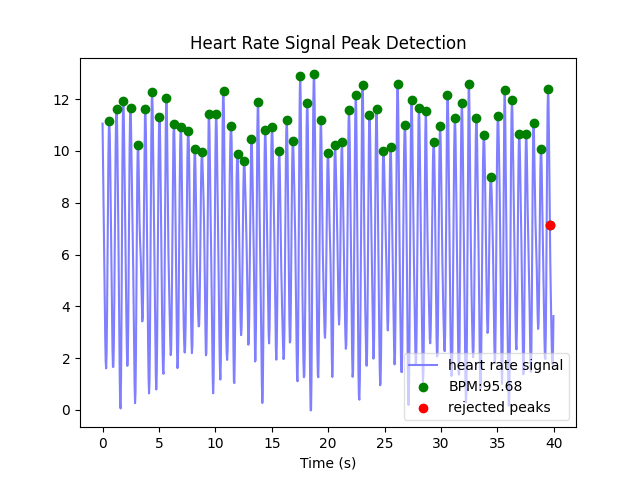 Heart Rate Signal Peak Detection
12
10
8
6
4
2
0
heart rate signal
BPM:95.68
rejected peaks
0 5 10 15 20 25 30 35 40
Time (s)